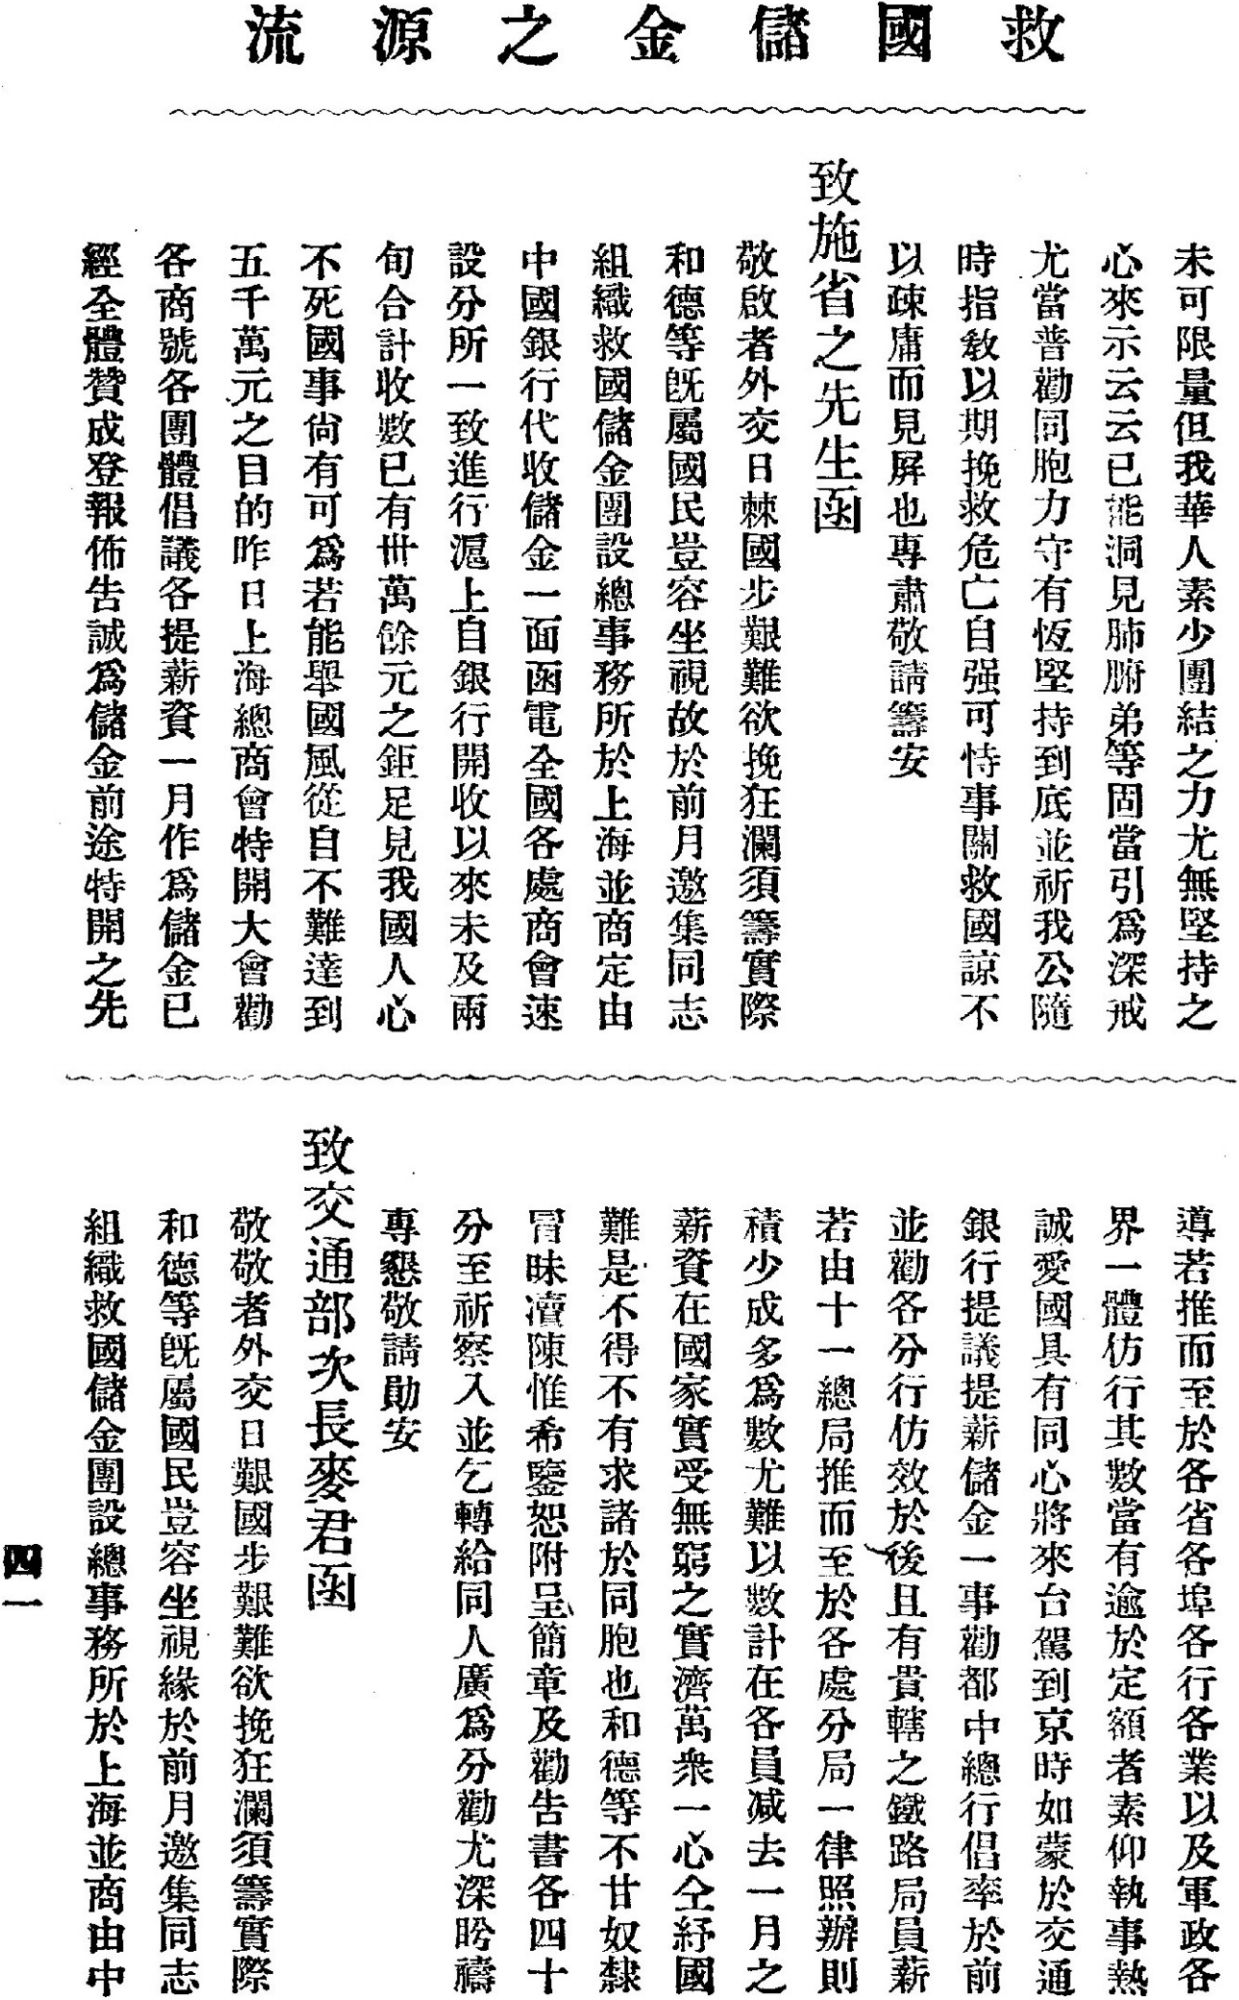 救國儲金之源流
未可限量但我華人素少團結之力尤無堅持之
心來示云云已能洞見肺腑弟等固當引爲深戒
尤當普勸同胞力守有恆堅持到底並祈我公隨
時指敎以期挽救危亡自强可恃事關救國諒不
以疎庸而見屛也專肅敬請籌安
致施省之先生函
敬啟者外交日棘國步艱難欲挽狂瀾須籌實際
和德等旣屬國民豈容坐視故於前月邀集同志
組織救國儲金團設總事務所於上海並商定由
中國銀行代收儲金一面函電全國各處商會速
設分所一致進行滬上自銀行開收以來未及兩
旬合計收數已有卅萬餘元之鉅足見我國人心
不死國事尙有可爲若能舉國風從自不難達到
五千萬元之目的昨日上海總商會特開大會勸
各商號各團體倡議各提薪資一月作爲儲金已
經全體贊成登報佈告誠爲儲金前途特開之先
導若推而至於各省各埠各行各業以及軍政各
界一體仿行其數當有逾於定額者素仰執事熱
誠愛國具有同心將來台駕到京時如蒙於交通
銀行提議提薪儲金一事勸都中總行倡率於前
並勸各分行仿效於後且有貴轄之鐵路局員薪
若由十一總局推而至於各處分局一律照辦則
積少成多爲數尤難以數計在各員减去一月之
薪資在國家實受無窮之實濟萬衆一心仝紓國
難是不得不有求諸於同胞也和德等不甘奴隸
冒昧瀆陳惟希鑒恕附呈簡章及勸告書各四十
分至祈察入並乞轉給同人廣爲分勸尤深盼禱
專懇敬請勛安
致交通部次長麥君函
敬敬者外交日艱國步艱難欲挽狂瀾須籌實際
和德等旣屬國民豈容坐視緣於前月邀集同志
組織救國儲金團設總事務所於上海並商由中
四一